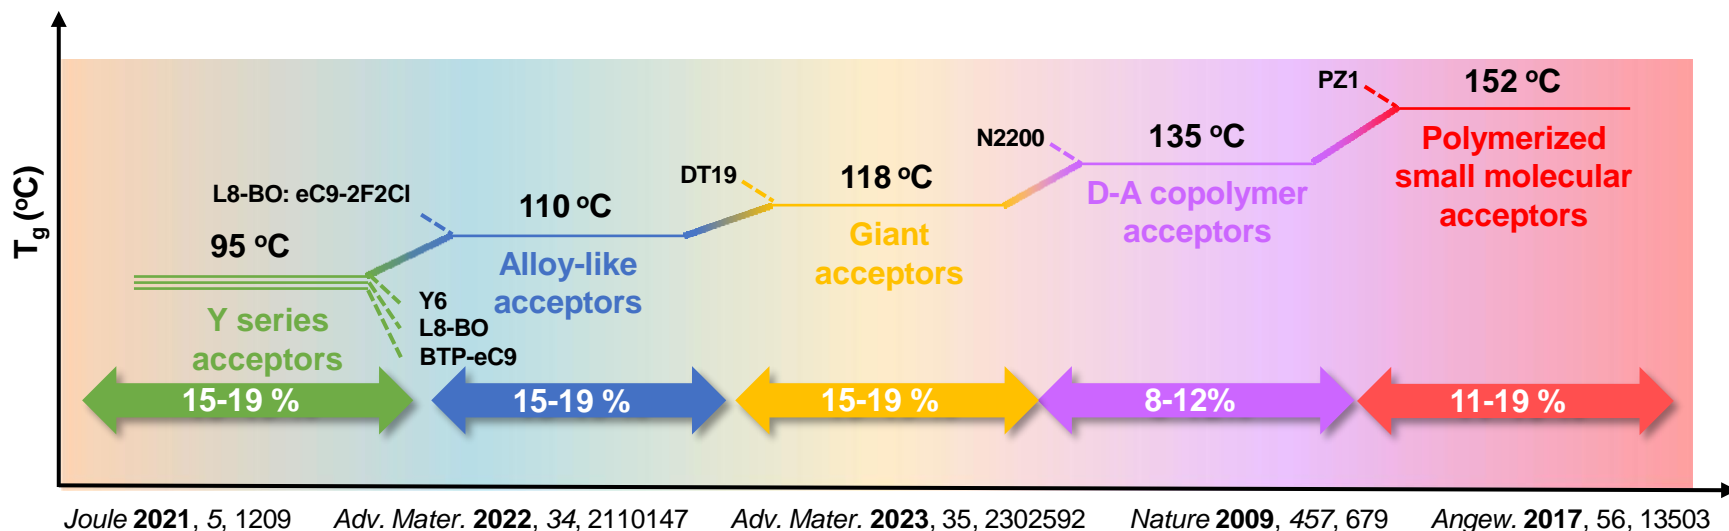 T_g (°C)
95 °C
Y series
acceptors
Y6
L8-BO
BTP-eC9
15-19 %
L8-BO: eC9-2F2Cl
110 °C
Alloy-like
acceptors
15-19 %
DT19
118 °C
Giant
acceptors
15-19 %
N2200
135 °C
D-A copolymer
acceptors
8-12%
PZ1
152 °C
Polymerized
small molecular
acceptors
11-19 %
Joule 2021, 5, 1209
Adv. Mater. 2022, 34, 2110147
Adv. Mater. 2023, 35, 2302592
Nature 2009, 457, 679
Angew. 2017, 56, 13503